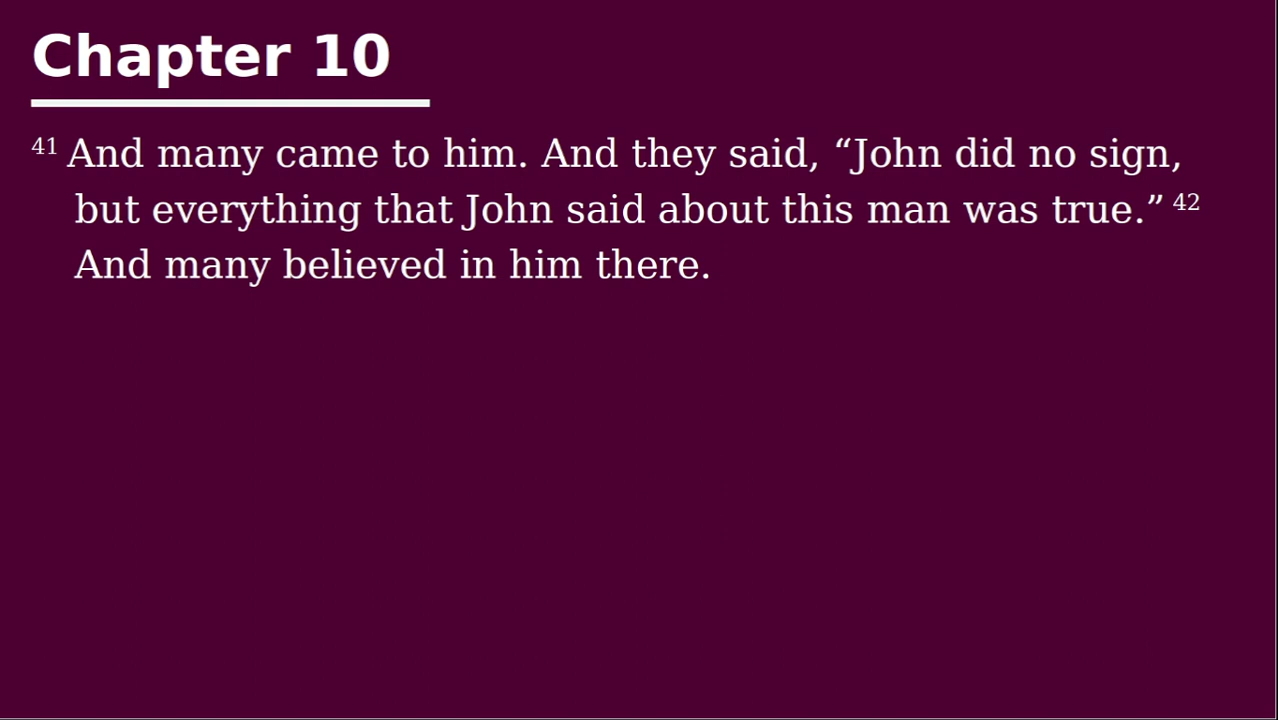 Chapter 10
41 And many came to him. And they said, “John did no sign,
but everything that John said about this man was true.” 42
And many believed in him there.